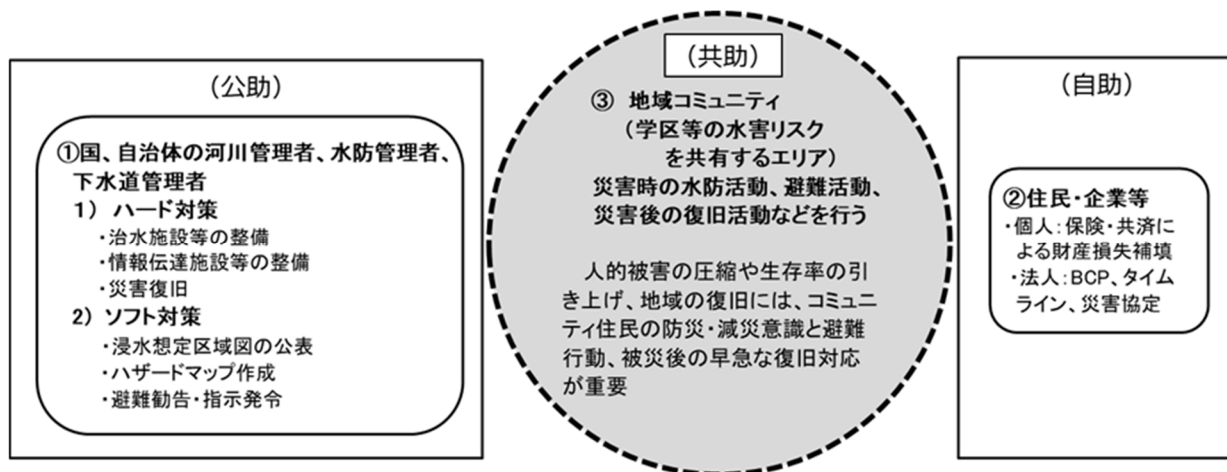 （公助）
①国、自治体の河川管理者、水防管理者、
下水道管理者
1） ハード対策
・治水施設等の整備
・情報伝達施設等の整備
・災害復旧
2） ソフト対策
・浸水想定区域図の公表
・ハザードマップ作成
・避難勧告・指示発令
（共助）
③ 地域コミュニティ
（学区等の水害リスク
を共有するエリア）
災害時の水防活動、避難活動、
災害後の復旧活動などを行う
人的被害の圧縮や生存率の引
き上げ、地域の復旧には、コミュニ
ティ住民の防災・減災意識と避難
行動、被災後の早急な復旧対応
が重要
（自助）
②住民・企業等
・個人：保険・共済に
よる財産損失補填
・法人：BCP、タイム
ライン、災害協定